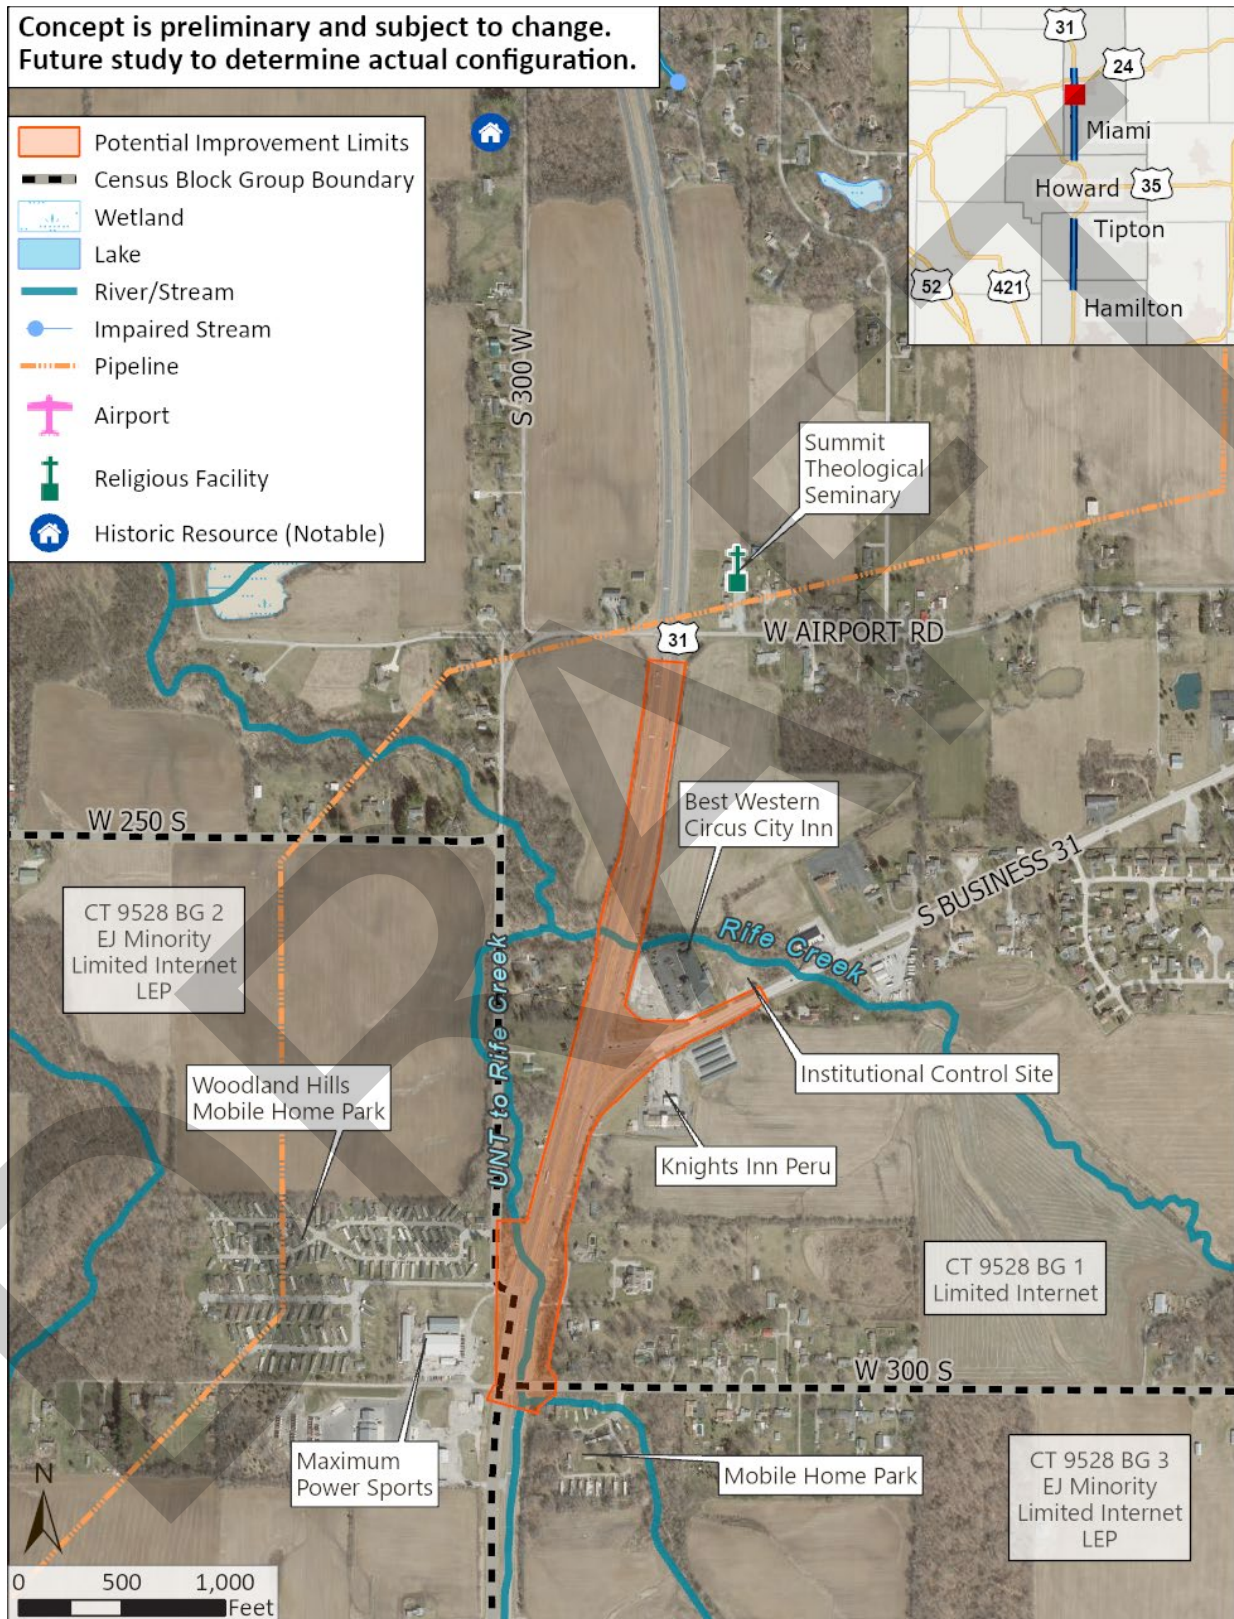 Concept is preliminary and subject to change.
Future study to determine actual configuration.
Potential Improvement Limits
Census Block Group Boundary
Wetland
Lake
River/Stream
Impaired Stream
Pipeline
Airport
Religious Facility
Historic Resource (Notable)
31
24
Miami
Howard
35
Tipton
52
421
Hamilton
S 300 W
Summit
Theological
Seminary
31
W AIRPORT RD
W 250 S
Best Western
Circus City Inn
S BUSINESS 31
CT 9528 BG 2
EJ Minority
Limited Internet
LEP
Rife Creek
UNT to Rife Creek
Woodland Hills
Mobile Home Park
Institutional Control Site
Knights Inn Peru
CT 9528 BG 1
Limited Internet
W 300 S
Maximum
Power Sports
Mobile Home Park
CT 9528 BG 3
EJ Minority
Limited Internet
LEP
N
0 500 1,000
Feet
DRAFT